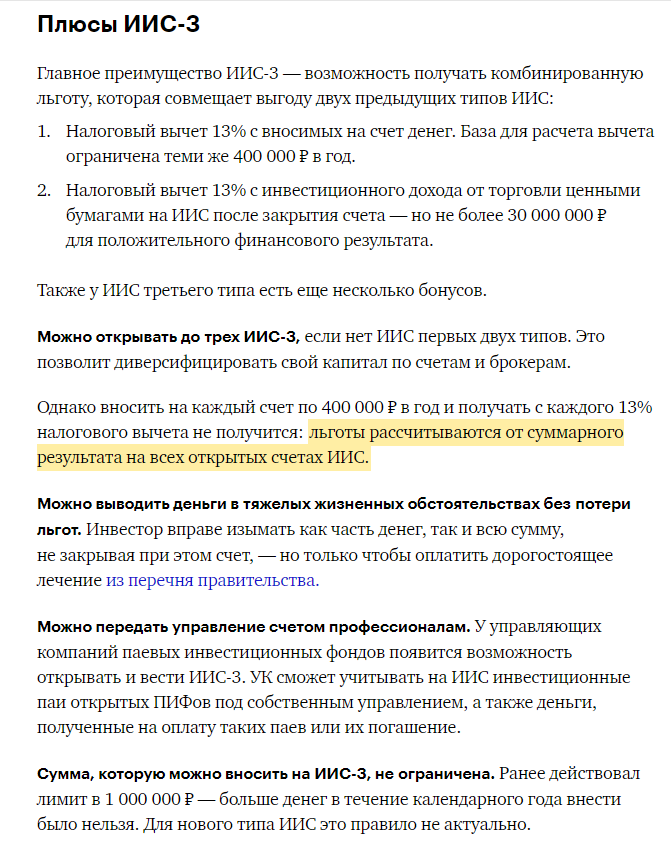 Плюсы ИИС-3
Главное преимущество ИИС-3 — возможность получать комбинированную
льготу, которая совмещает выгоду двух предыдущих типов ИИС:
1. Налоговый вычет 13% с вносимых на счет денег. База для расчета вычета
ограничена теми же 400 000 ₽ в год.
2. Налоговый вычет 13% с инвестиционного дохода от торговли ценными
бумагами на ИИС после закрытия счета — но не более 30 000 000 ₽
для положительного финансового результата.
Также у ИИС третьего типа есть еще несколько бонусов.
Можно открывать до трех ИИС-3, если нет ИИС первых двух типов. Это
позволит диверсифицировать свой капитал по счетам и брокерам.
Однако вносить на каждый счет по 400 000 ₽ в год и получать с каждого 13%
налогового вычета не получится: льготы рассчитываются от суммарного
результата на всех открытых счетах ИИС.
Можно выводить деньги в тяжелых жизненных обстоятельствах без потери
льгот. Инвестор вправе изымать как часть денег, так и всю сумму,
не закрывая при этом счет, — но только чтобы оплатить дорогостоящее
лечение из перечня правительства.
Можно передать управление счетом профессионалам. У управляющих
компаний паевых инвестиционных фондов появится возможность
открывать и вести ИИС-3. УК сможет учитывать на ИИС инвестиционные
паи открытых ПИФов под собственным управлением, а также деньги,
полученные на оплату таких паев или их погашение.
Сумма, которую можно вносить на ИИС-3, не ограничена. Ранее действовал
лимит в 1 000 000 ₽ — больше денег в течение календарного года внести
было нельзя. Для нового типа ИИС это правило не актуально.